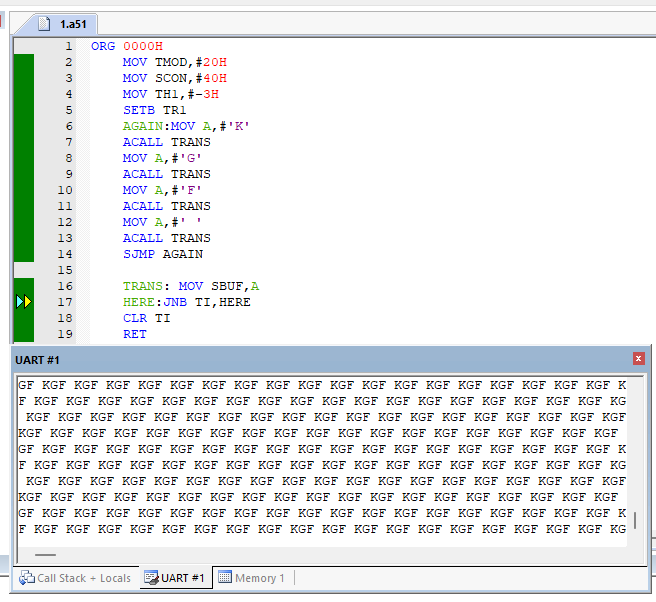 1.a51
1 ORG 0000H
2 MOV TMOD,#20H
3 MOV SCON,#40H
4 MOV TH1,#-3H
5 SETB TR1
6 AGAIN:MOV A,#'K'
7 ACALL TRANS
8 MOV A,#'G'
9 ACALL TRANS
10 MOV A,#'F'
11 ACALL TRANS
12 MOV A,#' '
13 ACALL TRANS
14 SJMP AGAIN
15
16 TRANS: MOV SBUF,A
17 HERE:JNB TI,HERE
18 CLR TI
19 RET
UART #1
GF KGF KGF KGF KGF KGF KGF KGF KGF KGF KGF KGF KGF KGF KGF KGF KGF KGF KGF K
F KGF KGF KGF KGF KGF KGF KGF KGF KGF KGF KGF KGF KGF KGF KGF KGF KGF KGF KG
 KGF KGF KGF KGF KGF KGF KGF KGF KGF KGF KGF KGF KGF KGF KGF KGF KGF KGF KGF
KGF KGF KGF KGF KGF KGF KGF KGF KGF KGF KGF KGF KGF KGF KGF KGF KGF KGF KGF
GF KGF KGF KGF KGF KGF KGF KGF KGF KGF KGF KGF KGF KGF KGF KGF KGF KGF KGF K
F KGF KGF KGF KGF KGF KGF KGF KGF KGF KGF KGF KGF KGF KGF KGF KGF KGF KGF KG
 KGF KGF KGF KGF KGF KGF KGF KGF KGF KGF KGF KGF KGF KGF KGF KGF KGF KGF KGF
KGF KGF KGF KGF KGF KGF KGF KGF KGF KGF KGF KGF KGF KGF KGF KGF KGF KGF KGF
GF KGF KGF KGF KGF KGF KGF KGF KGF KGF KGF KGF KGF KGF KGF KGF KGF KGF KGF K
F KGF KGF KGF KGF KGF KGF KGF KGF KGF KGF KGF KGF KGF KGF KGF KGF KGF KGF KG
Call Stack + Locals UART #1 Memory 1